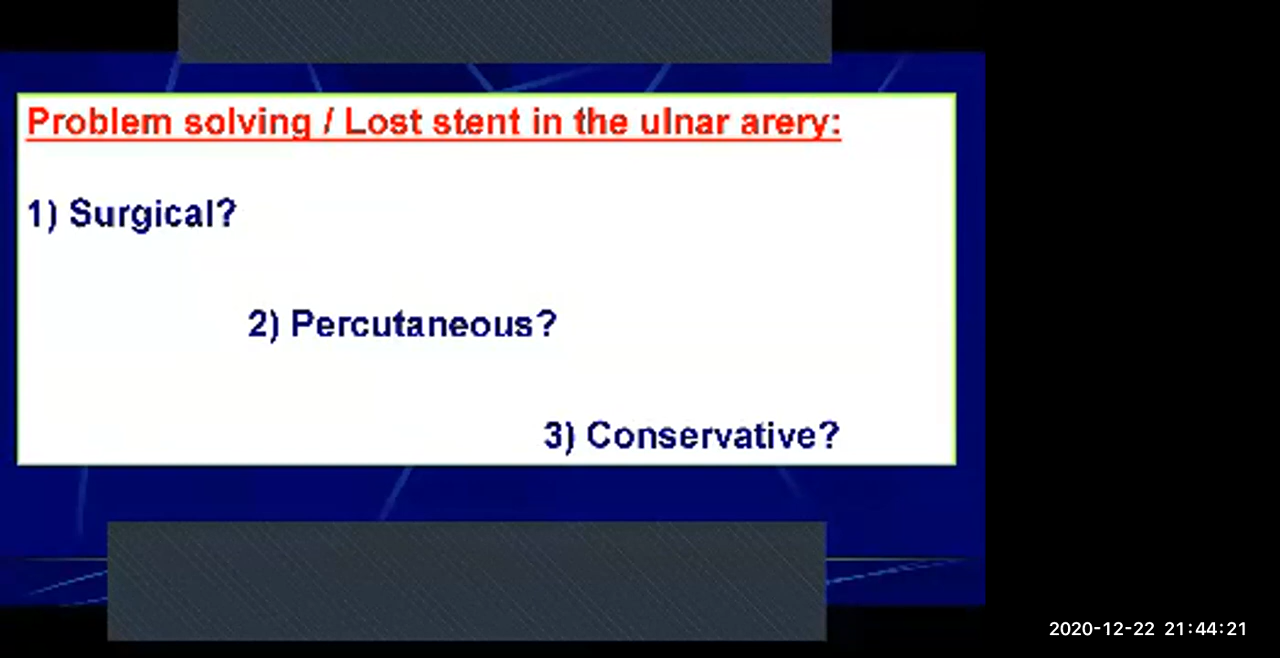 Problem solving / Lost stent in the ulnar arery:
1) Surgical?
2) Percutaneous?
3) Conservative?
2020-12-22 21:44:21